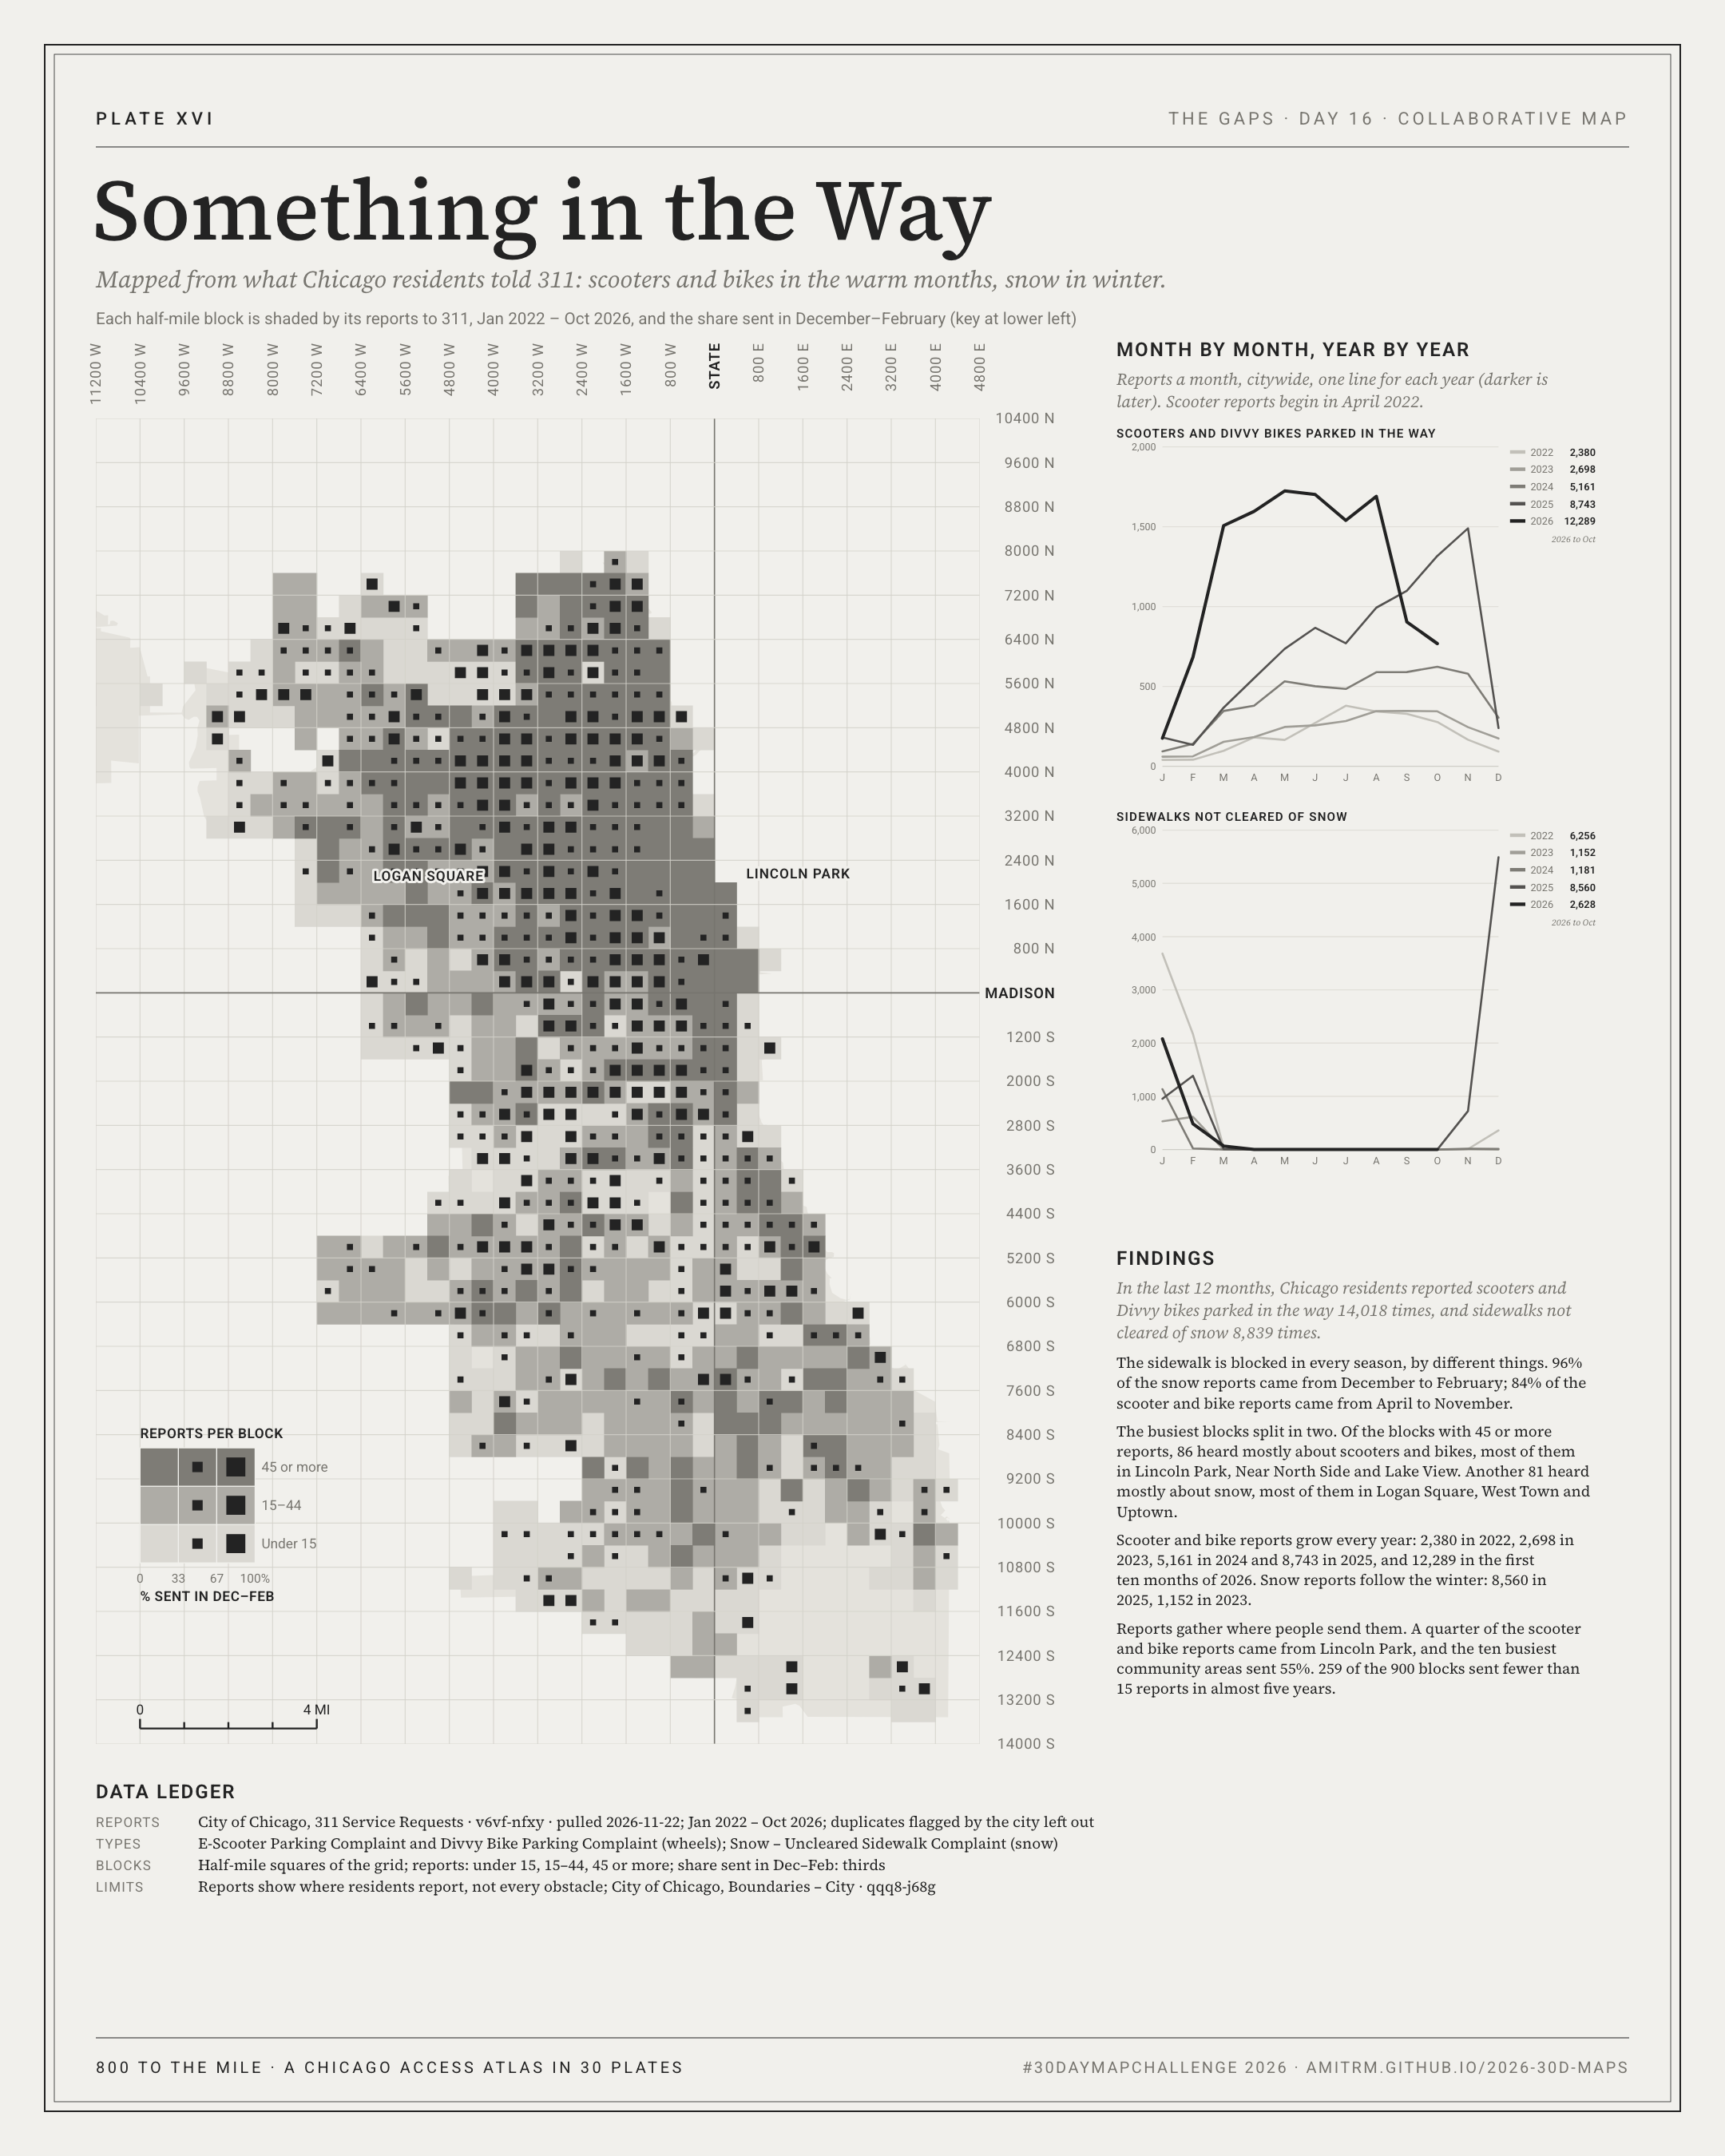 PLATE XVI
THE GAPS · DAY 16 · COLLABORATIVE MAP
Something in the Way
Mapped from what Chicago residents told 311: scooters and bikes in the warm months, snow in winter.
Each half-mile block is shaded by its reports to 311, Jan 2022 – Oct 2026, and the share sent in December–February (key at lower left)
11200 W
10400 W
9600 W
8800 W
8000 W
7200 W
6400 W
5600 W
4800 W
4000 W
3200 W
2400 W
1600 W
800 W
STATE
800 E
1600 E
2400 E
3200 E
4000 E
4800 E
10400 N
9600 N
8800 N
8000 N
7200 N
6400 N
5600 N
4800 N
4000 N
3200 N
2400 N
1600 N
800 N
MADISON
1200 S
2000 S
2800 S
3600 S
4400 S
5200 S
6000 S
6800 S
7600 S
8400 S
9200 S
10000 S
10800 S
11600 S
12400 S
13200 S
14000 S
LOGAN SQUARE
LINCOLN PARK
REPORTS PER BLOCK
45 or more
15–44
Under 15
0 33 67 100%
% SENT IN DEC–FEB
0 4 MI
MONTH BY MONTH, YEAR BY YEAR
Reports a month, citywide, one line for each year (darker is
later). Scooter reports begin in April 2022.
SCOOTERS AND DIVVY BIKES PARKED IN THE WAY
2,000
1,500
1,000
500
0
J F M A M J J A S O N D
2022 2,380
2023 2,698
2024 5,161
2025 8,743
2026 12,289
2026 to Oct
SIDEWALKS NOT CLEARED OF SNOW
6,000
5,000
4,000
3,000
2,000
1,000
0
J F M A M J J A S O N D
2022 6,256
2023 1,152
2024 1,181
2025 8,560
2026 2,628
2026 to Oct
FINDINGS
In the last 12 months, Chicago residents reported scooters and
Divvy bikes parked in the way 14,018 times, and sidewalks not
cleared of snow 8,839 times.
The sidewalk is blocked in every season, by different things. 96%
of the snow reports came from December to February; 84% of the
scooter and bike reports came from April to November.
The busiest blocks split in two. Of the blocks with 45 or more
reports, 86 heard mostly about scooters and bikes, most of them
in Lincoln Park, Near North Side and Lake View. Another 81 heard
mostly about snow, most of them in Logan Square, West Town and
Uptown.
Scooter and bike reports grow every year: 2,380 in 2022, 2,698 in
2023, 5,161 in 2024 and 8,743 in 2025, and 12,289 in the first
ten months of 2026. Snow reports follow the winter: 8,560 in
2025, 1,152 in 2023.
Reports gather where people send them. A quarter of the scooter
and bike reports came from Lincoln Park, and the ten busiest
community areas sent 55%. 259 of the 900 blocks sent fewer than
15 reports in almost five years.
DATA LEDGER
REPORTS City of Chicago, 311 Service Requests · v6vf-nfxy · pulled 2026-11-22; Jan 2022 – Oct 2026; duplicates flagged by the city left out
TYPES E-Scooter Parking Complaint and Divvy Bike Parking Complaint (wheels); Snow – Uncleared Sidewalk Complaint (snow)
BLOCKS Half-mile squares of the grid; reports: under 15, 15–44, 45 or more; share sent in Dec–Feb: thirds
LIMITS Reports show where residents report, not every obstacle; City of Chicago, Boundaries – City · qqq8-j68g
800 TO THE MILE · A CHICAGO ACCESS ATLAS IN 30 PLATES
#30DAYMAPCHALLENGE 2026 · AMITRM.GITHUB.IO/2026-30D-MAPS